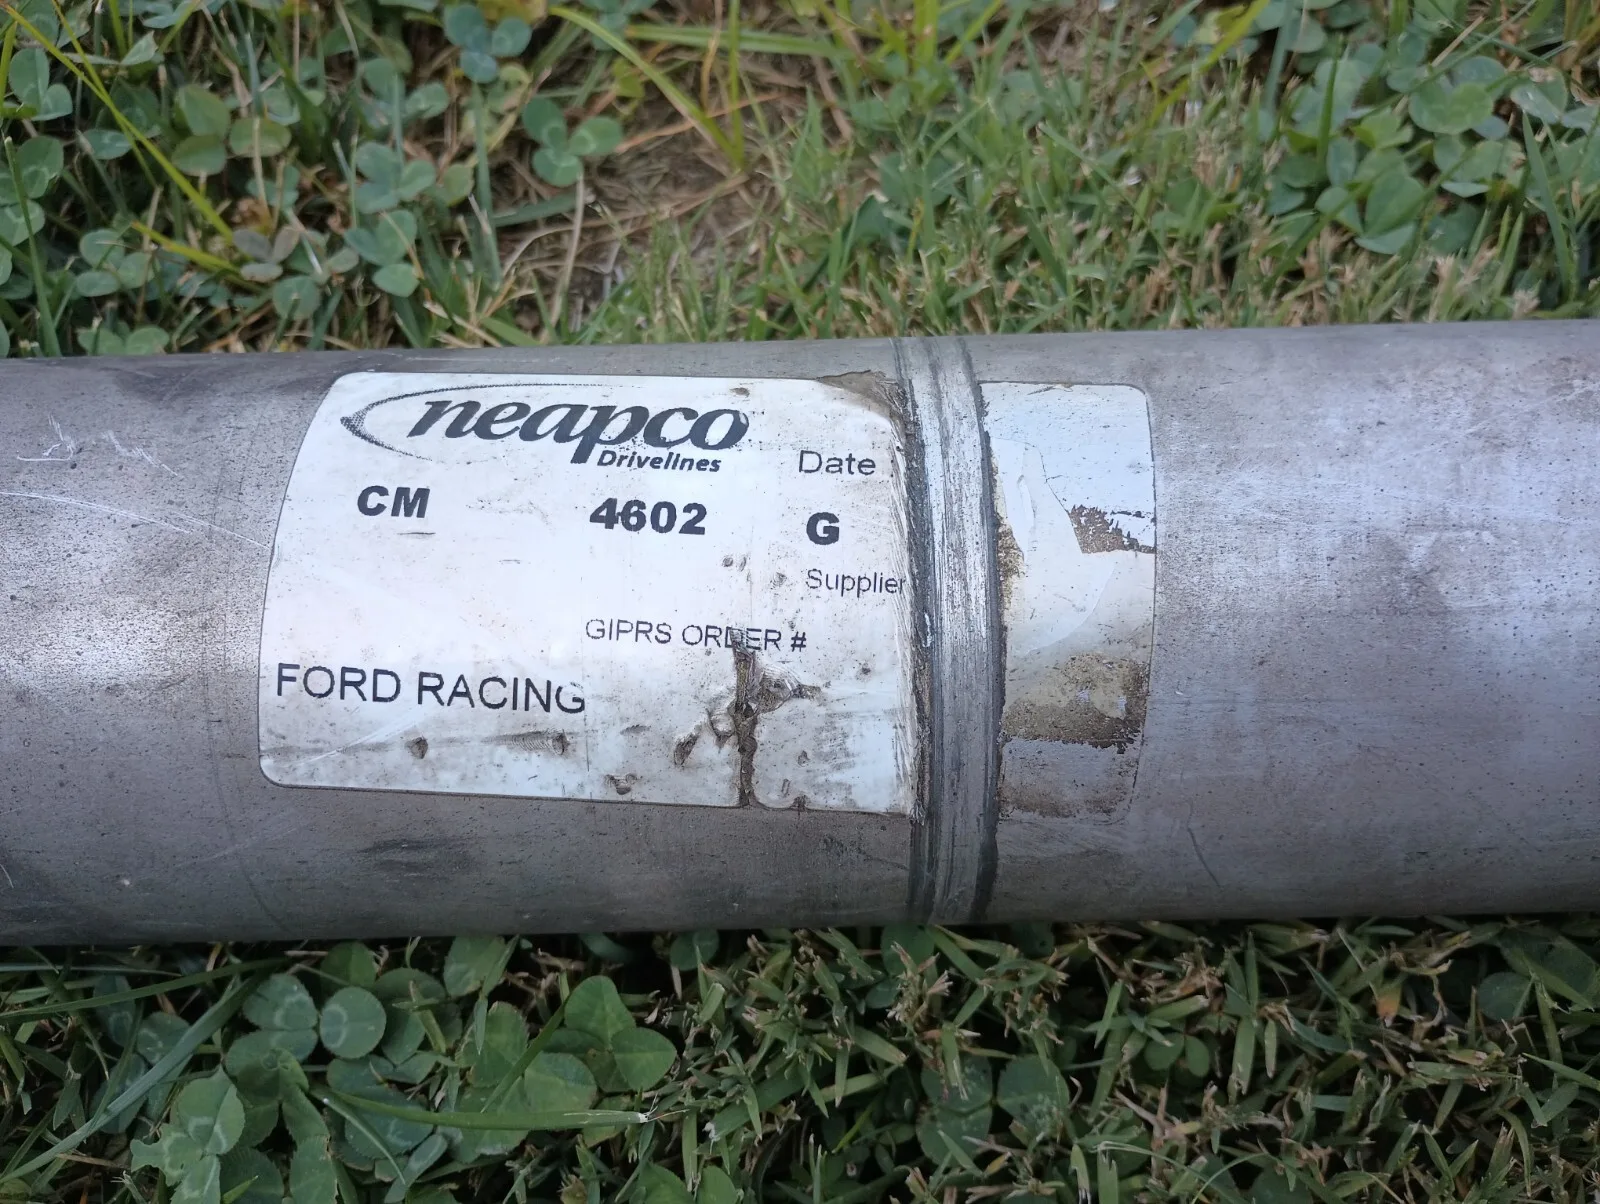 neapco
Drivelines
Date :
CM 4602 G
Supplier
GIPRS ORDER #
FORD RACING